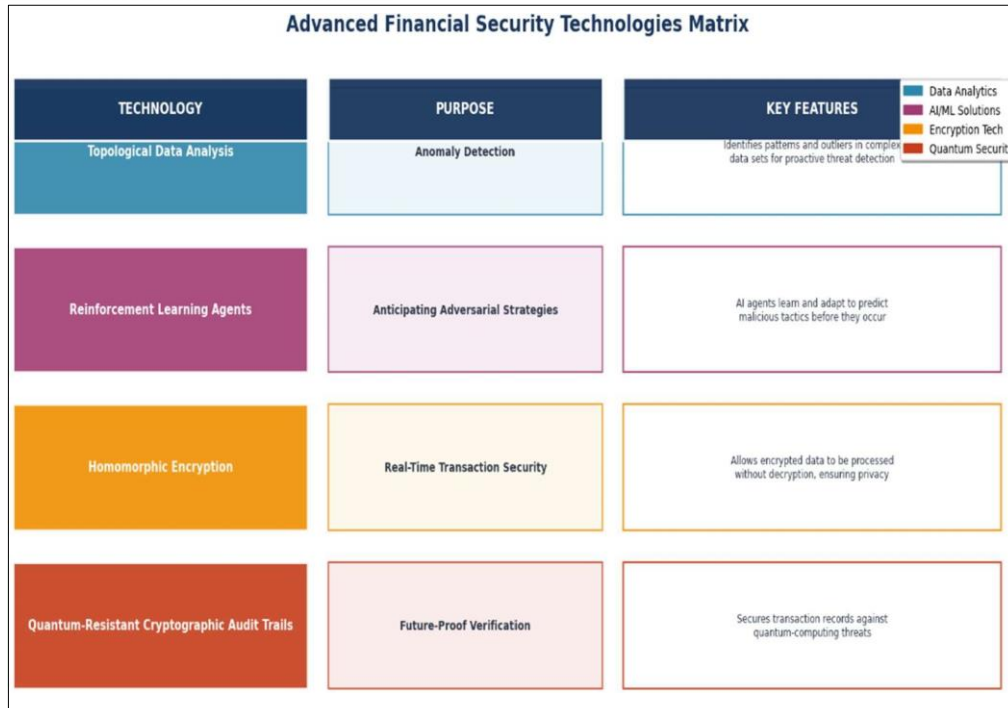 Advanced Financial Security Technologies Matrix
TECHNOLOGY
PURPOSE
KEY FEATURES
Data Analytics
AI/ML Solutions
Encryption Tech
Quantum Securit
Topological Data Analysis
Anomaly Detection
Identifies patterns and outliers in complex
data sets for proactive threat detection
Reinforcement Learning Agents
Anticipating Adversarial Strategies
AI agents learn and adapt to predict
malicious tactics before they occur
Homomorphic Encryption
Real-Time Transaction Security
Allows encrypted data to be processed
without decryption, ensuring privacy
Quantum-Resistant Cryptographic Audit Trails
Future-Proof Verification
Secures transaction records against
quantum-computing threats